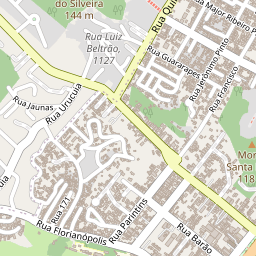 do Silveira
144 m
Rua Luiz
Beltrão,
1127
Rua Major Ribeiro P
Rua Qui
Rua Guararapes
Rua Jerônimo Pinto
Rua Francisco
Rua Jaunas
Rua Urucuia
Mor
Santa
118
Rua 171
Rua Parintins
Rua Florianópolis
Rua Barão